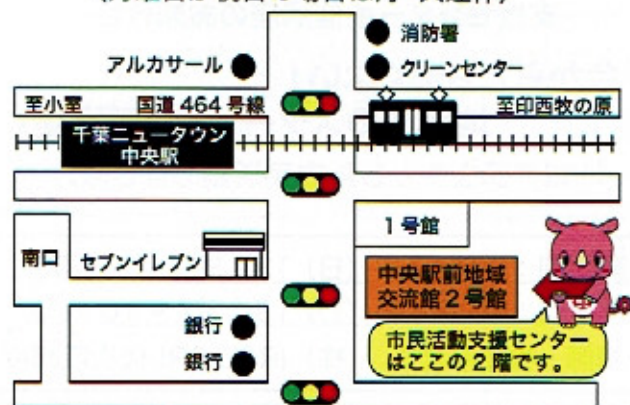 消防署
アルカサール
クリーンセンター
至小室
国道464号線
至印西牧の原
千葉ニュータウン
中央駅
1号館
南口
セブンイレブン
中央駅前地域
交流館2号館
銀行
銀行
市民活動支援センター
はここの2階です。